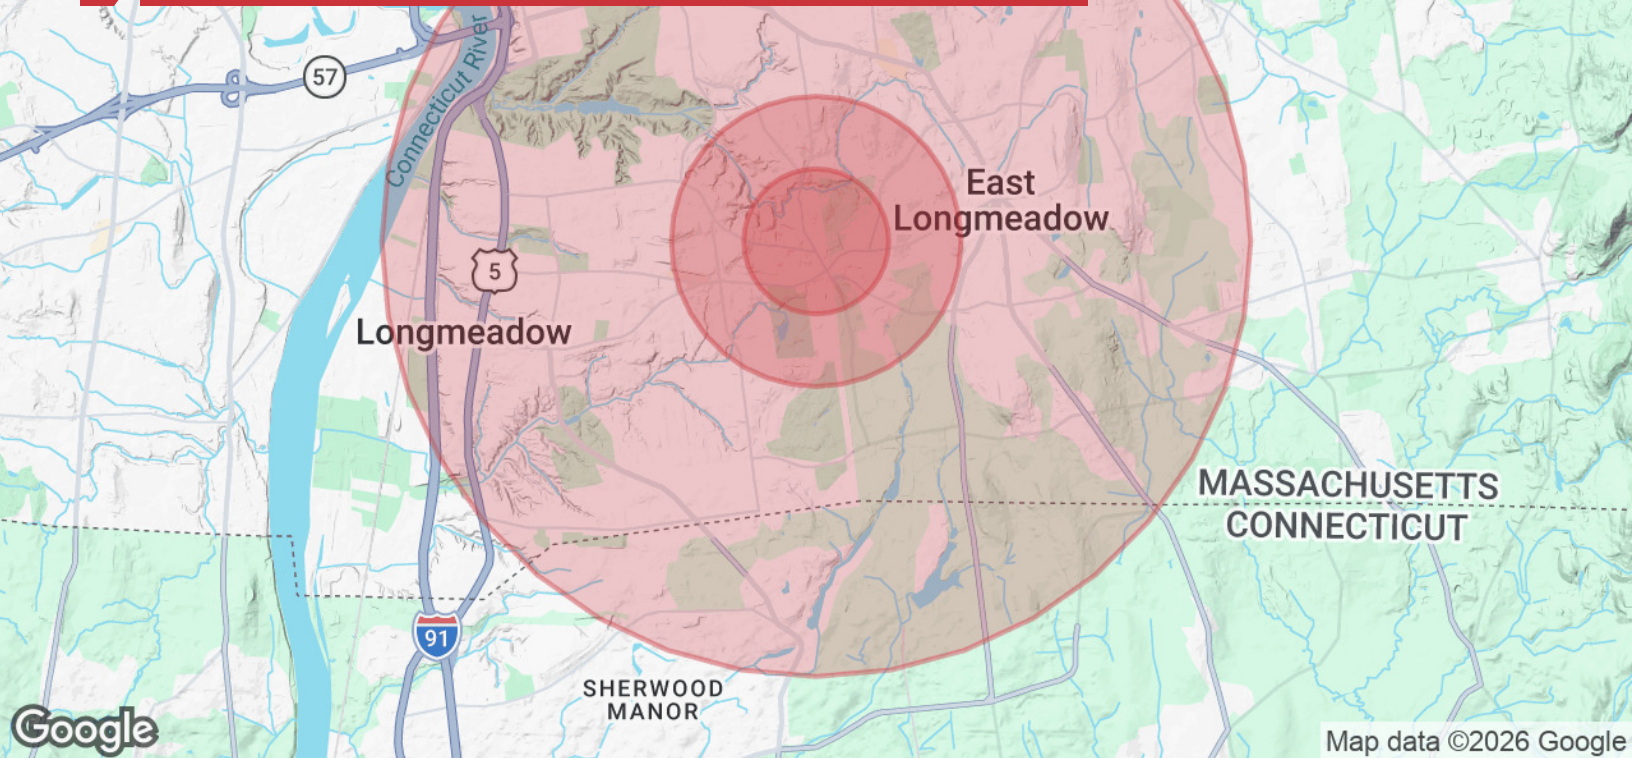 57
Connecticut River
East
Longmeadow
5
Longmeadow
MASSACHUSETTS
CONNECTICUT
91
SHERWOOD
MANOR
Google
Map data ©2026 Google